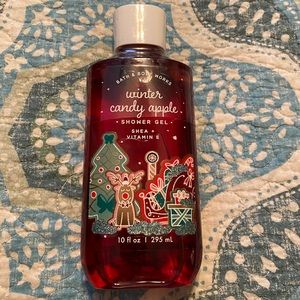 BATH & BODY WORKS
winter
candy apple
• SHOWER GEL •
SHEA +
VITAMIN E
10 fl oz | 295 mL